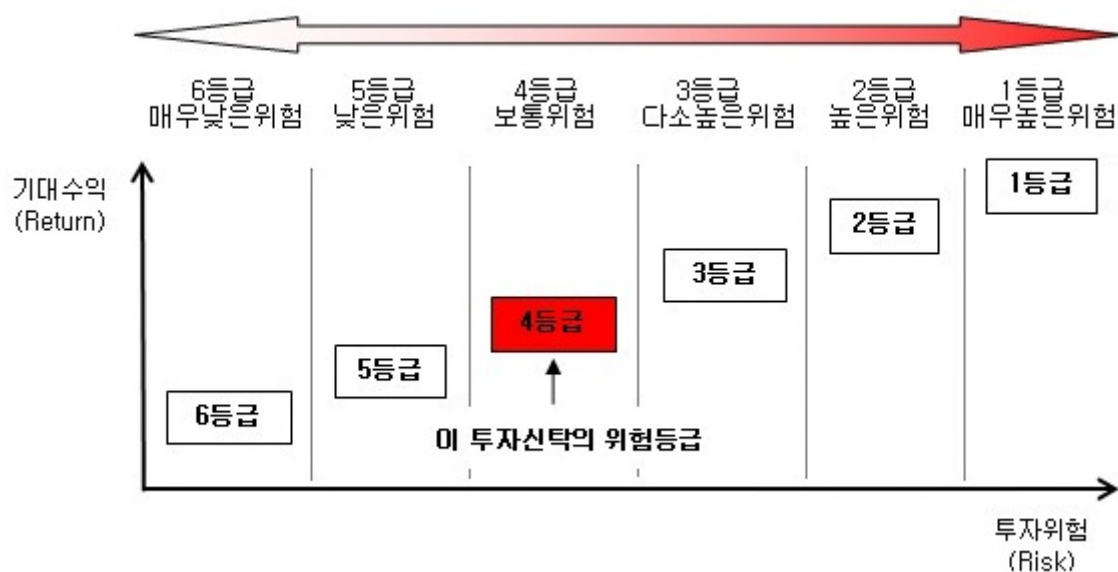 6등급
매우낮은위험
5등급
낮은위험
4등급
보통위험
3등급
다소높은위험
2등급
높은위험
1등급
매우높은위험
기대수익
(Return)
1등급
2등급
3등급
4등급
5등급
6등급
이 투자신탁의 위험등급
투자위험
(Risk)